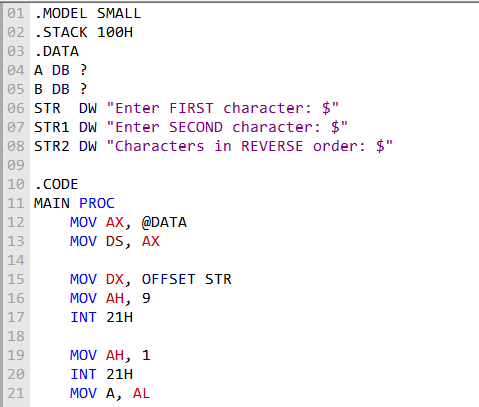 01 .MODEL SMALL
02 .STACK 100H
03 .DATA
04 A DB ?
05 B DB ?
06 STR  DW "Enter FIRST character: $"
07 STR1 DW "Enter SECOND character: $"
08 STR2 DW "Characters in REVERSE order: $"
09
10 .CODE
11 MAIN PROC
12     MOV AX, @DATA
13     MOV DS, AX
14
15     MOV DX, OFFSET STR
16     MOV AH, 9
17     INT 21H
18
19     MOV AH, 1
20     INT 21H
21     MOV A, AL